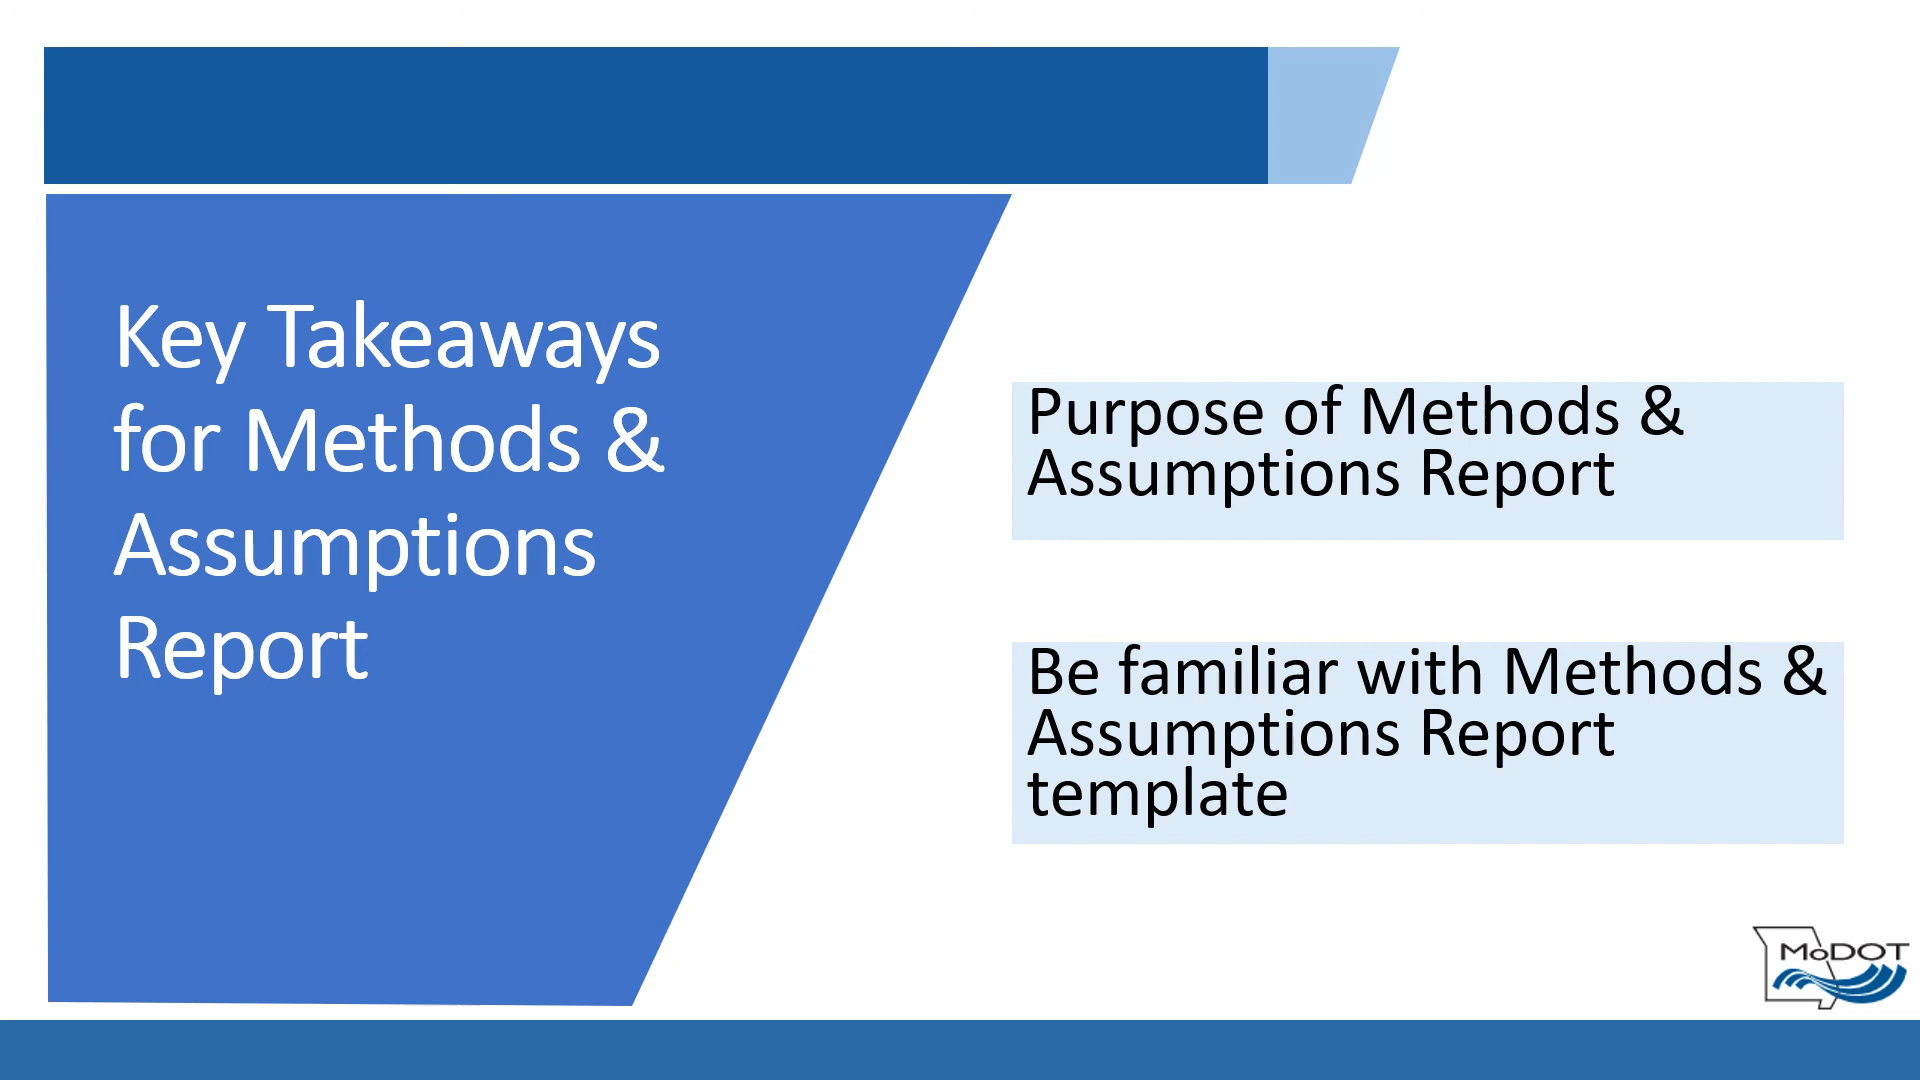 Key Takeaways
for Methods &
Assumptions
Report
Purpose of Methods &
Assumptions Report
Be familiar with Methods &
Assumptions Report
template
MoDOT